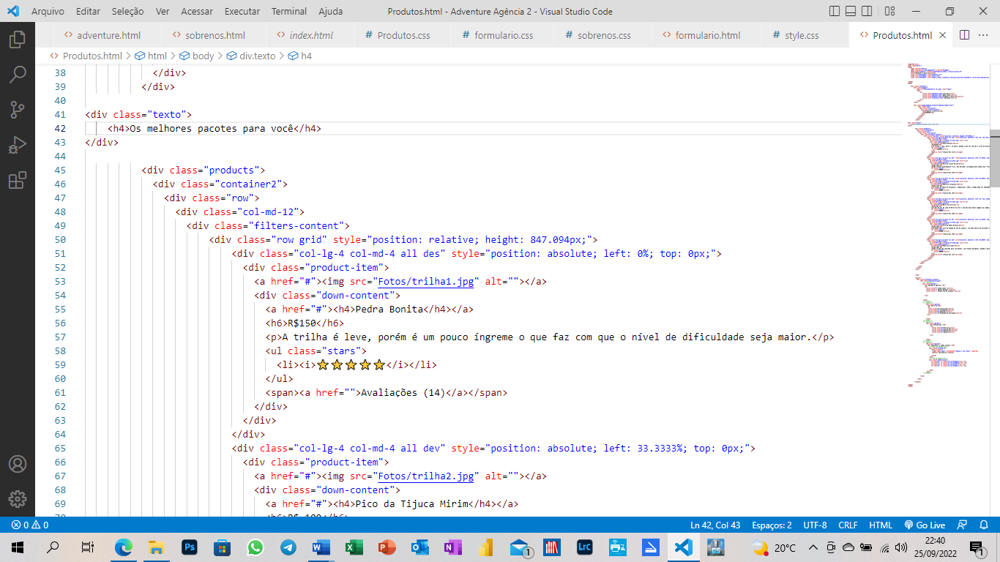 Arquivo Editar Seleção Ver Acessar Executar Terminal Ajuda Produtos.html - Adventure Agência 2 - Visual Studio Code
adventure.html sobrenos.html index.html Produtos.css formulario.css sobrenos.css formulario.html style.css Produtos.html
Produtos.html > html > body > div.texto > h4
38 </div>
39 </div>
40
41 <div class="texto">
42 <h4>Os melhores pacotes para você</h4>
43 </div>
44
45 <div class="products">
46 <div class="container2">
47 <div class="row">
48 <div class="col-md-12">
49 <div class="filters-content">
50 <div class="row grid" style="position: relative; height: 847.094px;">
51 <div class="col-lg-4 col-md-4 all des" style="position: absolute; left: 0%; top: 0px;">
52 <div class="product-item">
53 <a href="#"><img src="Fotos/trilha1.jpg" alt=""></a>
54 <div class="down-content">
55 <a href="#"><h4>Pedra Bonita</h4></a>
56 <h6>R$150</h6>
57 <p>A trilha é leve, porém é um pouco íngreme o que faz com que o nível de dificuldade seja maior.</p>
58 <ul class="stars">
59 <li><i>⭐⭐⭐⭐⭐</i></li>
60 </ul>
61 <span><a href="">Avaliações (14)</a></span>
62 </div>
63 </div>
64 </div>
65 <div class="col-lg-4 col-md-4 all dev" style="position: absolute; left: 33.3333%; top: 0px;">
66 <div class="product-item">
67 <a href="#"><img src="Fotos/trilha2.jpg" alt=""></a>
68 <div class="down-content">
69 <a href="#"><h4>Pico da Tijuca Mirim</h4></a>
70 <h6>R$ 100</h6>
0 0 Ln 42, Col 43 Espaços: 2 UTF-8 CRLF HTML Go Live
20°C 22:40
25/09/2022